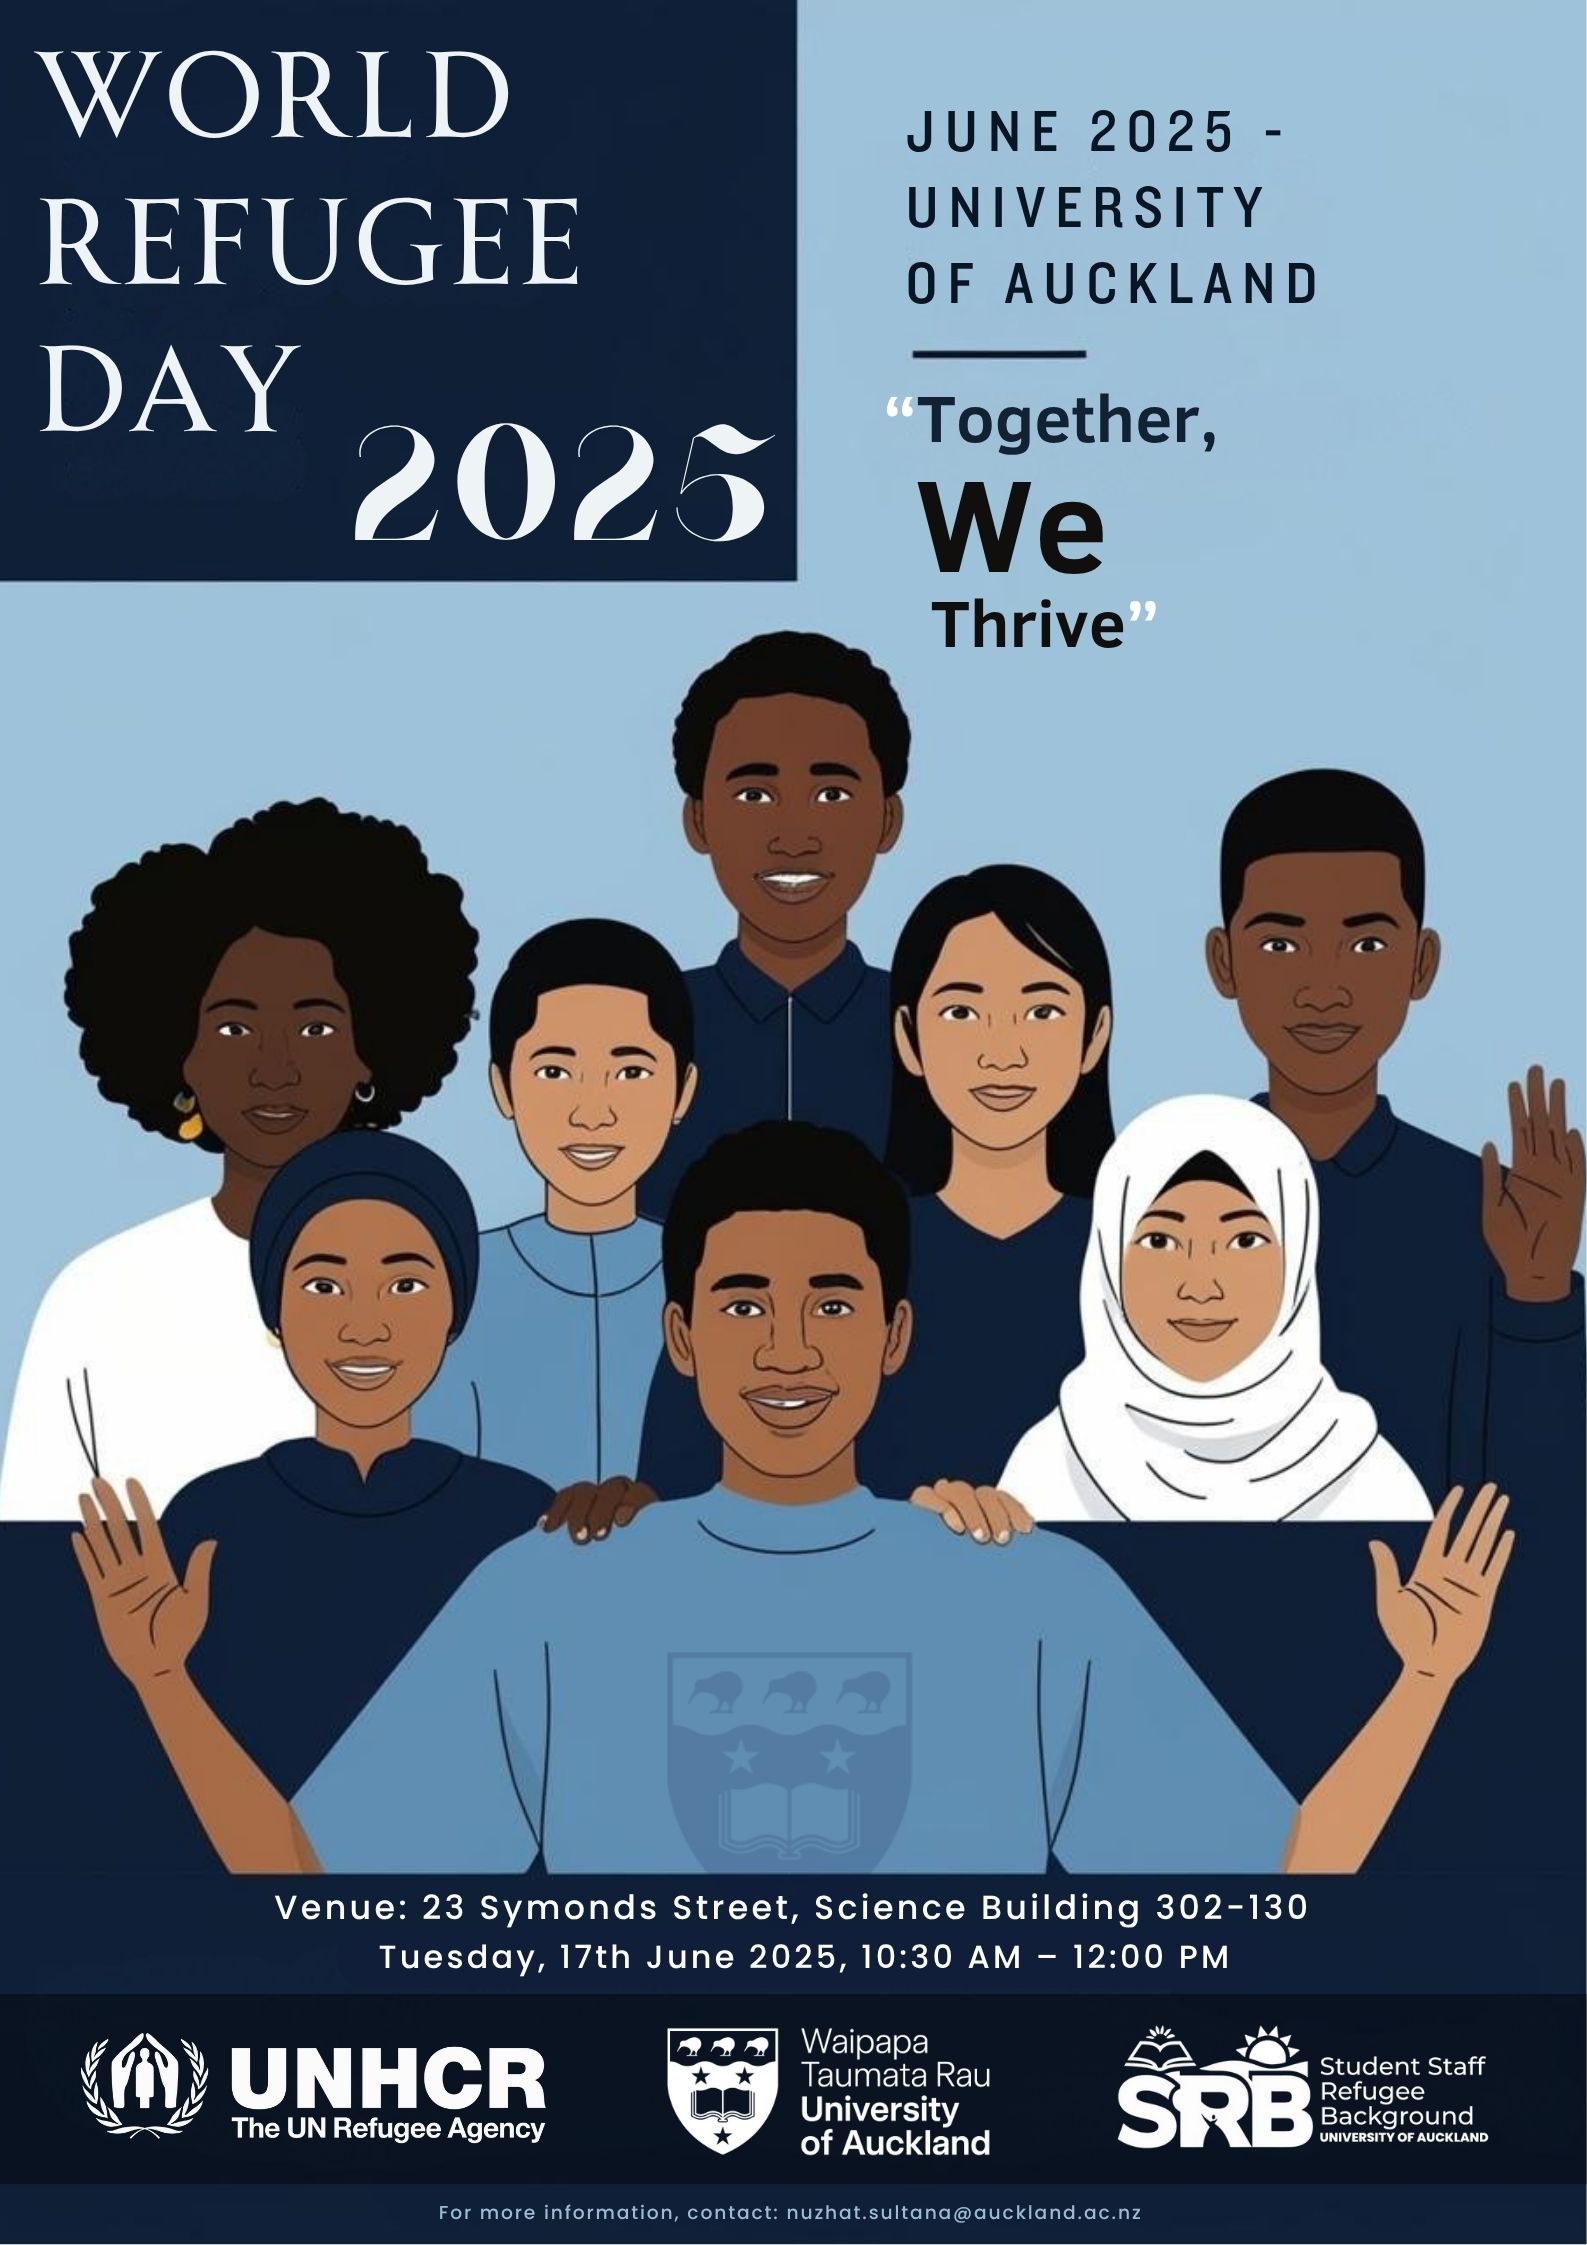 WORLD
REFUGEE
DAY
2025
JUNE 2025 -
UNIVERSITY
OF AUCKLAND
“Together,
We
Thrive”
Venue: 23 Symonds Street, Science Building 302-130
Tuesday, 17th June 2025, 10:30 AM – 12:00 PM
UNHCR
The UN Refugee Agency
Waipapa
Taumata Rau
University
of Auckland
SRB
Student Staff
Refugee
Background
UNIVERSITY OF AUCKLAND
For more information, contact: nuzhat.sultana@auckland.ac.nz